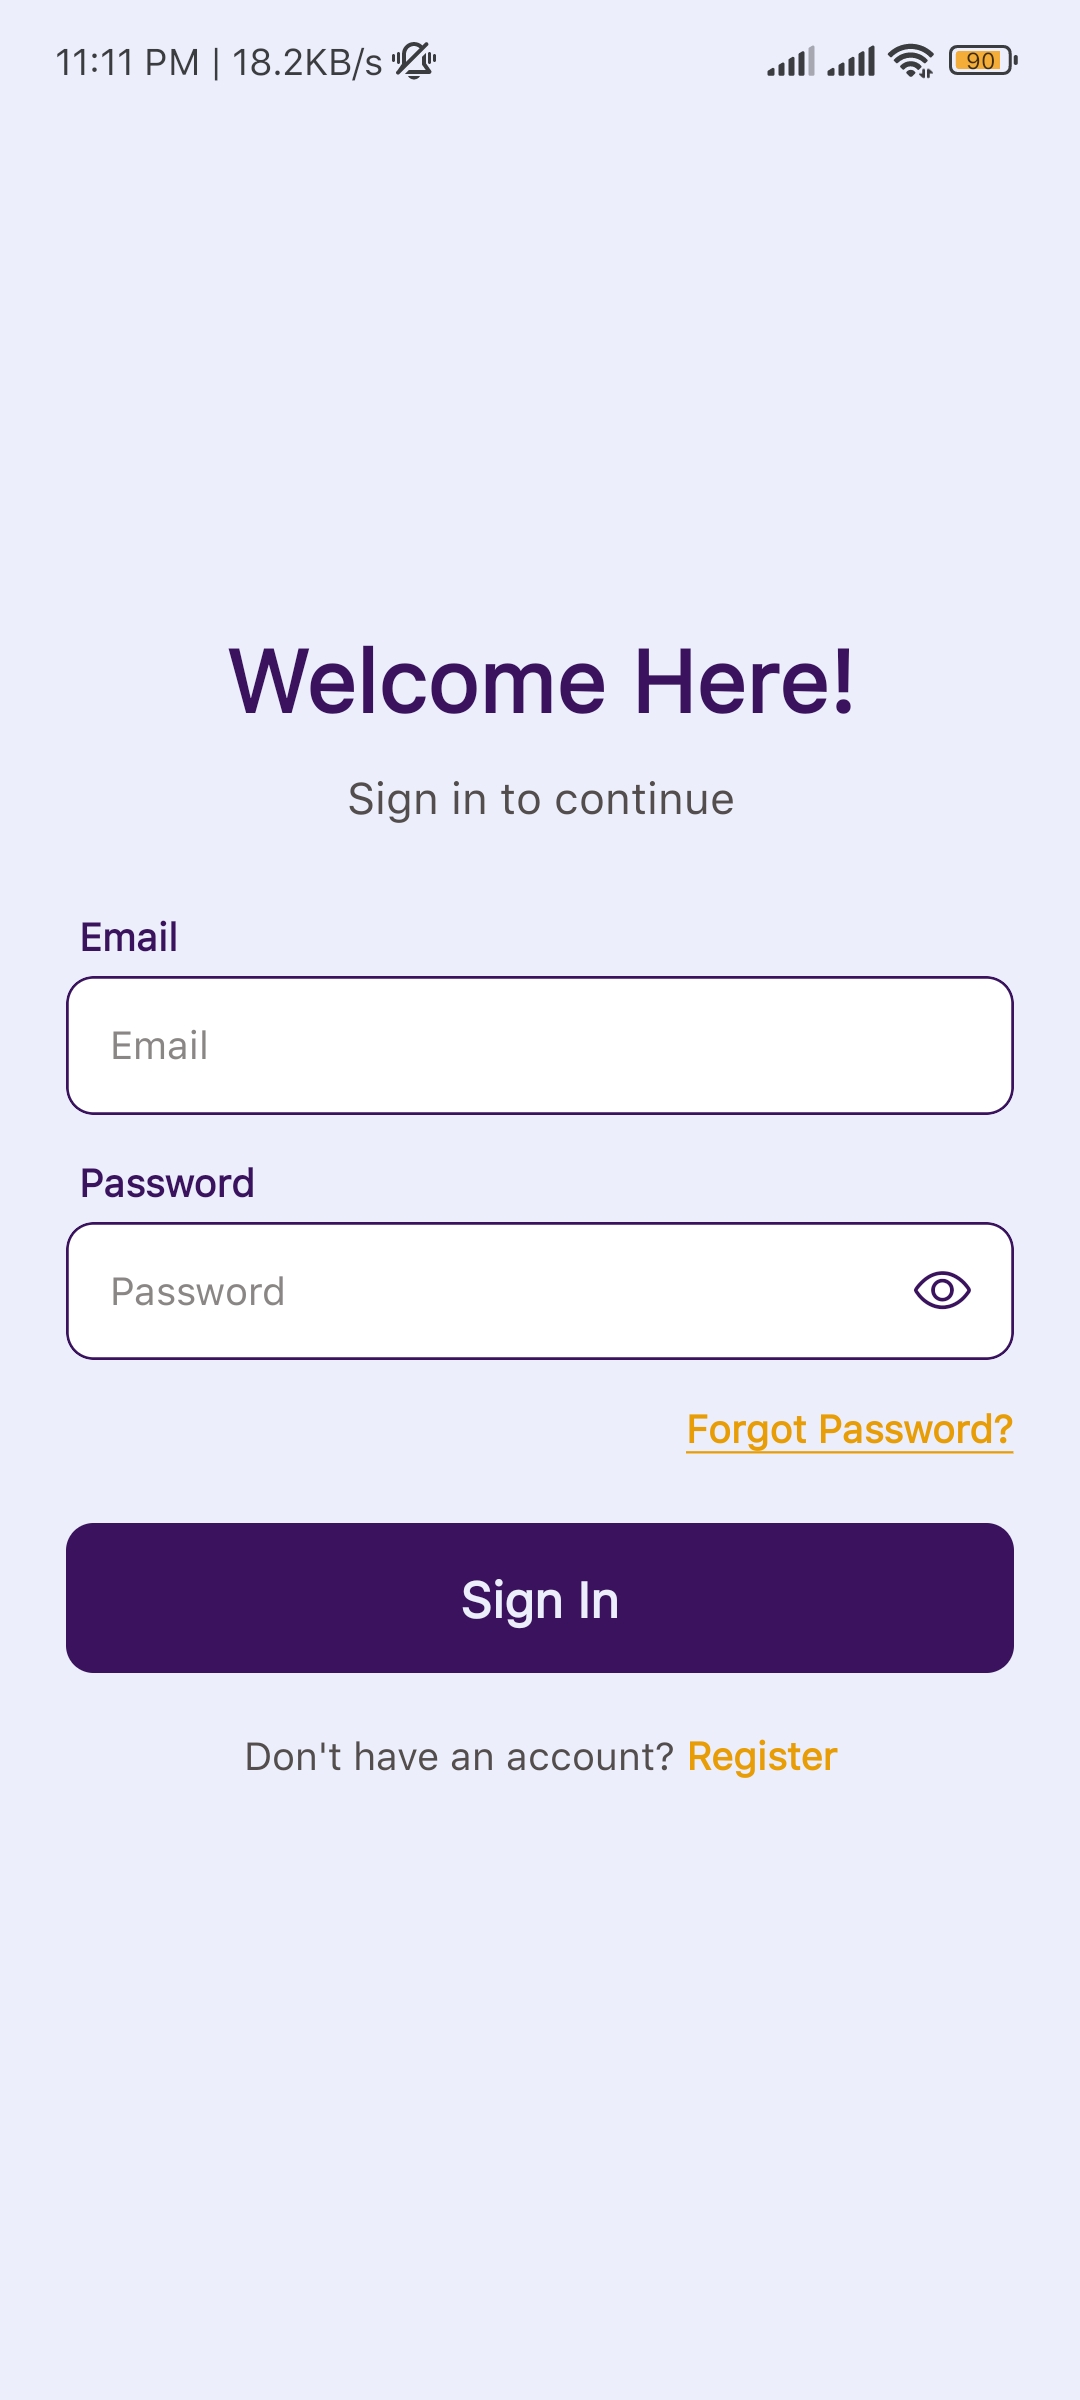 11:11 PM | 18.2KB/s
90
Welcome Here!
Sign in to continue
Email
Email
Password
Password
Forgot Password?
Sign In
Don't have an account? Register